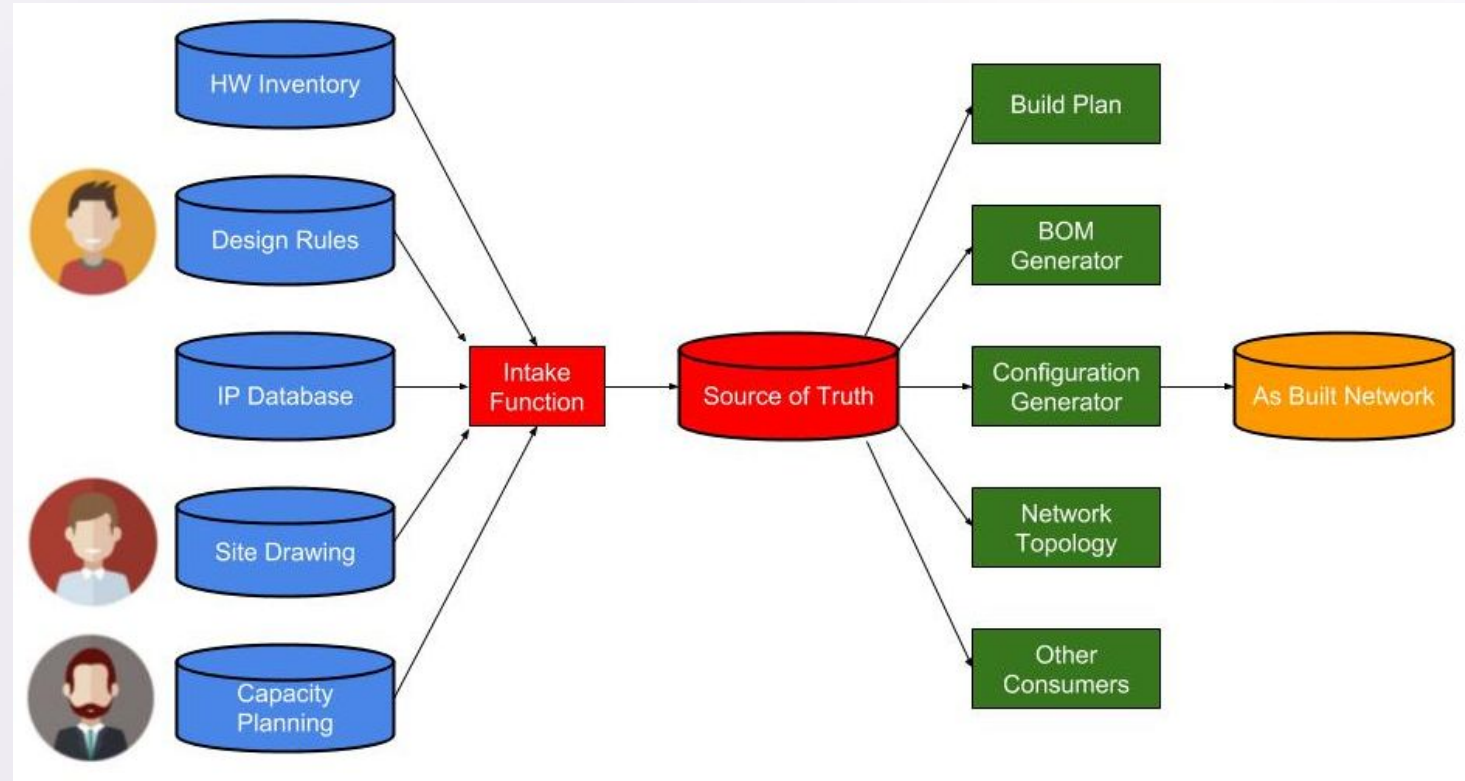 HW Inventory
Design Rules
IP Database
Site Drawing
Capacity
Planning
Intake
Function
Source of Truth
Build Plan
BOM
Generator
Configuration
Generator
Network
Topology
Other
Consumers
As Built Network